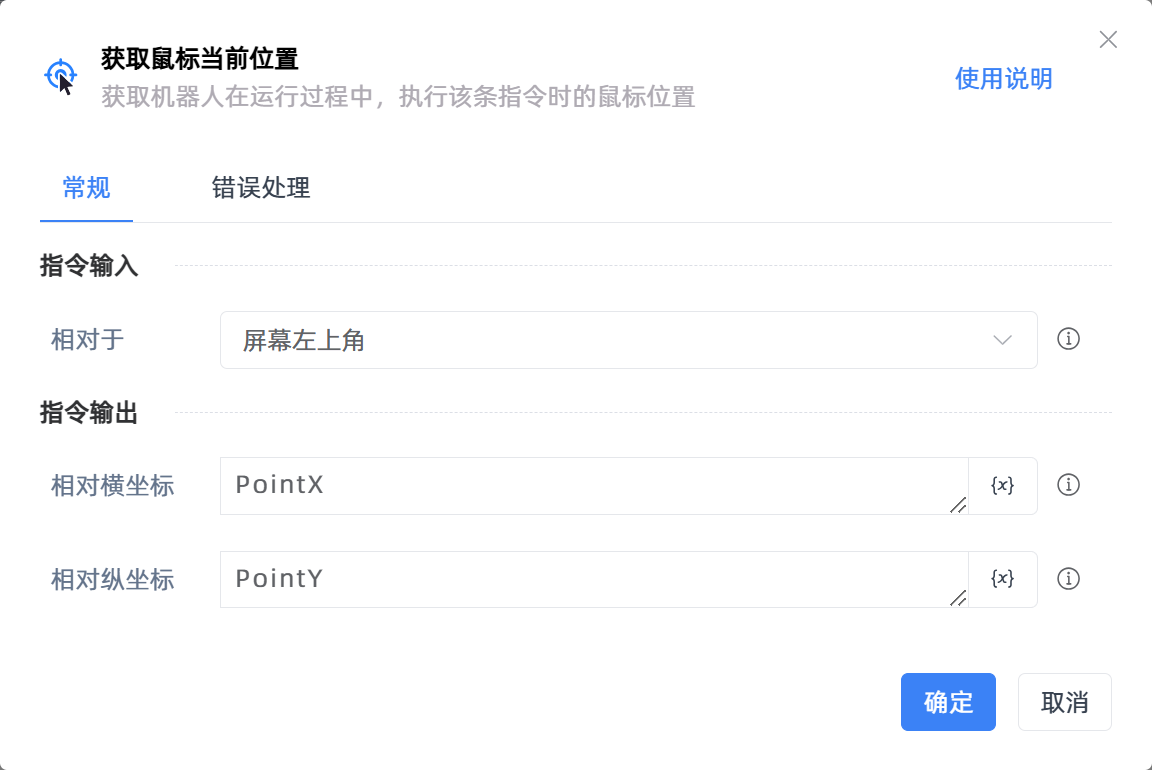 获取鼠标当前位置
获取机器人在运行过程中，执行该条指令时的鼠标位置
使用说明
常规
错误处理
指令输入
相对于
屏幕左上角
指令输出
相对横坐标
PointX
{x}
相对纵坐标
PointY
{x}
确定
取消